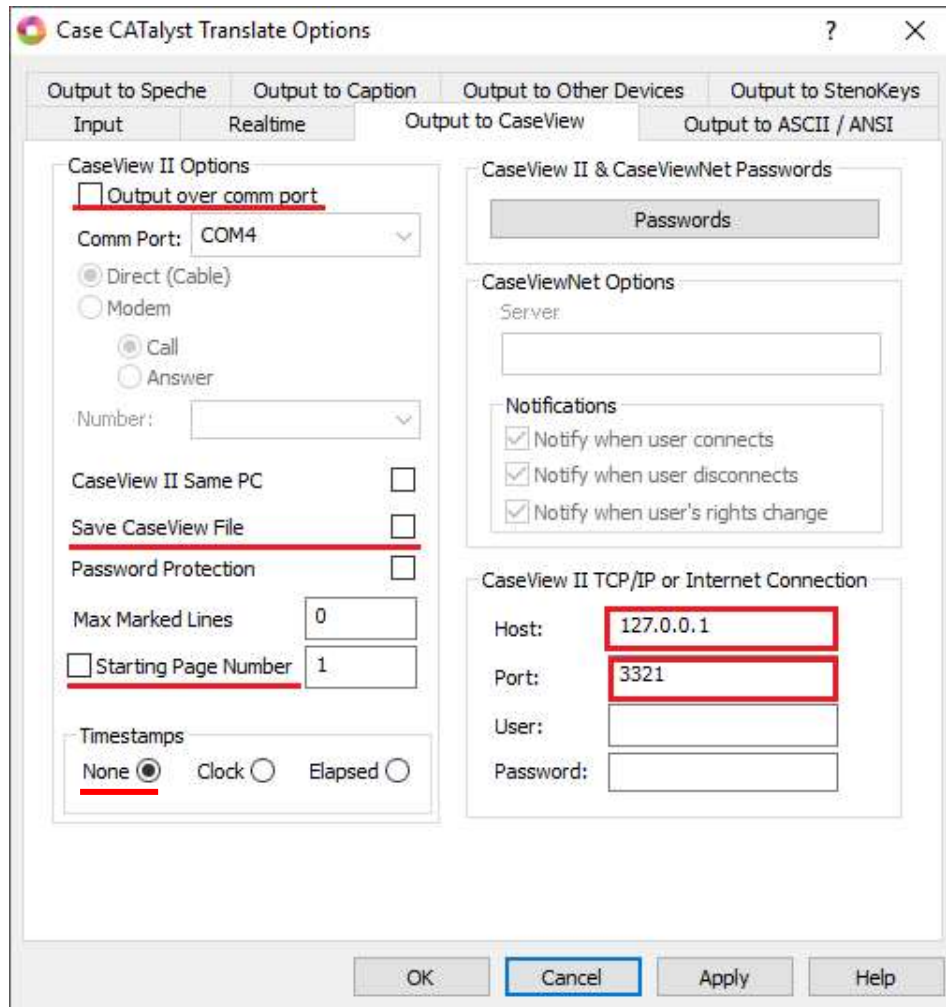 Case CATalyst Translate Options
Output to Speche Output to Caption Output to Other Devices Output to StenoKeys
Input Realtime Output to CaseView Output to ASCII / ANSI
CaseView II Options
Output over comm port
Comm Port: COM4
Direct (Cable)
Modem
Call
Answer
Number:
CaseView II Same PC
Save CaseView File
Password Protection
Max Marked Lines 0
Starting Page Number 1
Timestamps
None Clock Elapsed
CaseView II & CaseViewNet Passwords
Passwords
CaseViewNet Options
Server
Notifications
Notify when user connects
Notify when user disconnects
Notify when user's rights change
CaseView II TCP/IP or Internet Connection
Host: 127.0.0.1
Port: 3321
User:
Password:
OK Cancel Apply Help